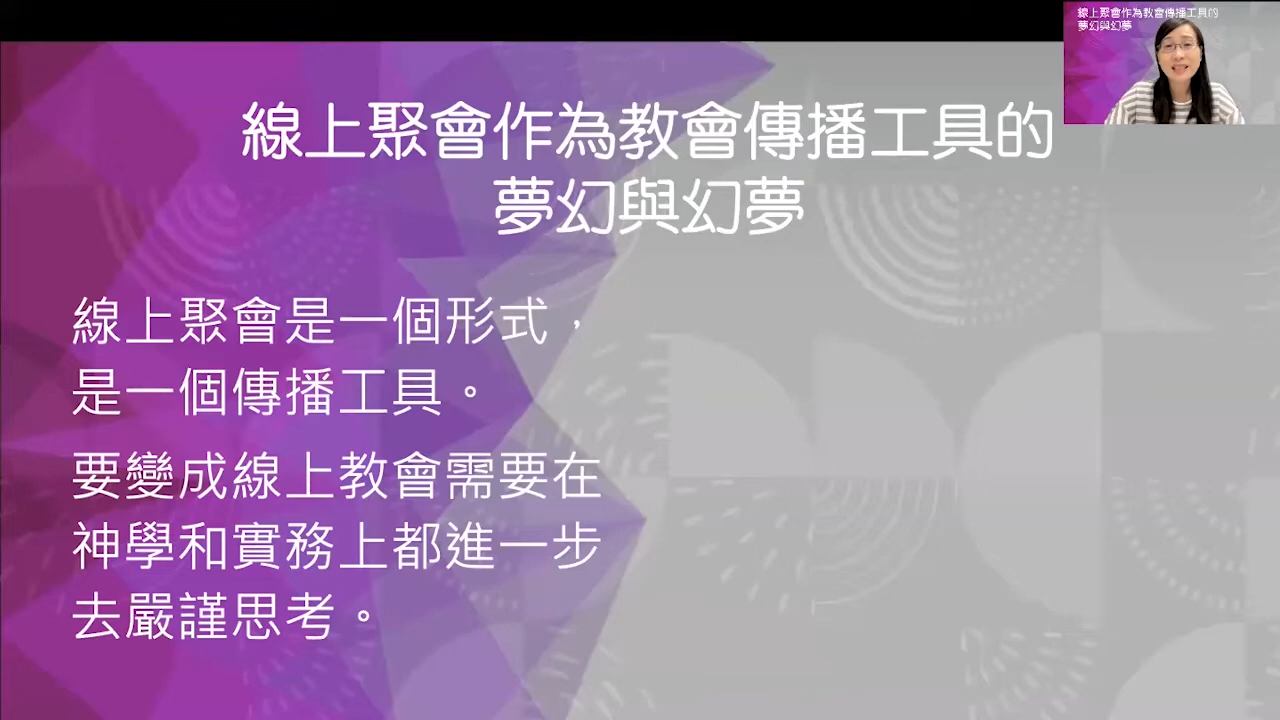 線上聚會作為教會傳播工具的
夢幻與幻夢
線上聚會作為教會傳播工具的
夢幻與幻夢
線上聚會是一個形式，
是一個傳播工具。
要變成線上教會需要在
神學和實務上都進一步
去嚴謹思考。